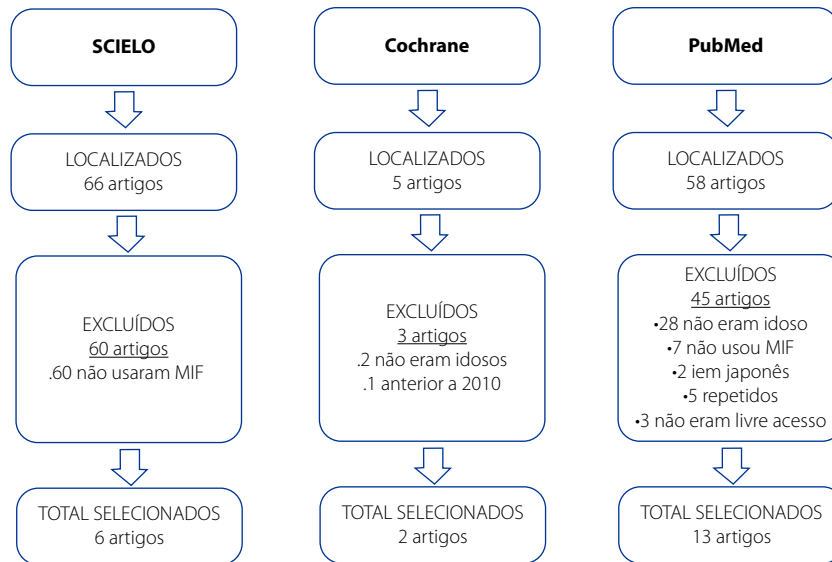 SCIELO
LOCALIZADOS
66 artigos
EXCLUÍDOS
60 artigos
.60 não usaram MIF
TOTAL SELECIONADOS
6 artigos
Cochrane
LOCALIZADOS
5 artigos
EXCLUÍDOS
3 artigos
.2 não eram idosos
.1 anterior a 2010
TOTAL SELECIONADOS
2 artigos
PubMed
LOCALIZADOS
58 artigos
EXCLUÍDOS
45 artigos
•28 não eram idoso
•7 não usou MIF
•2 iem japonês
•5 repetidos
•3 não eram livre acesso
TOTAL SELECIONADOS
13 artigos